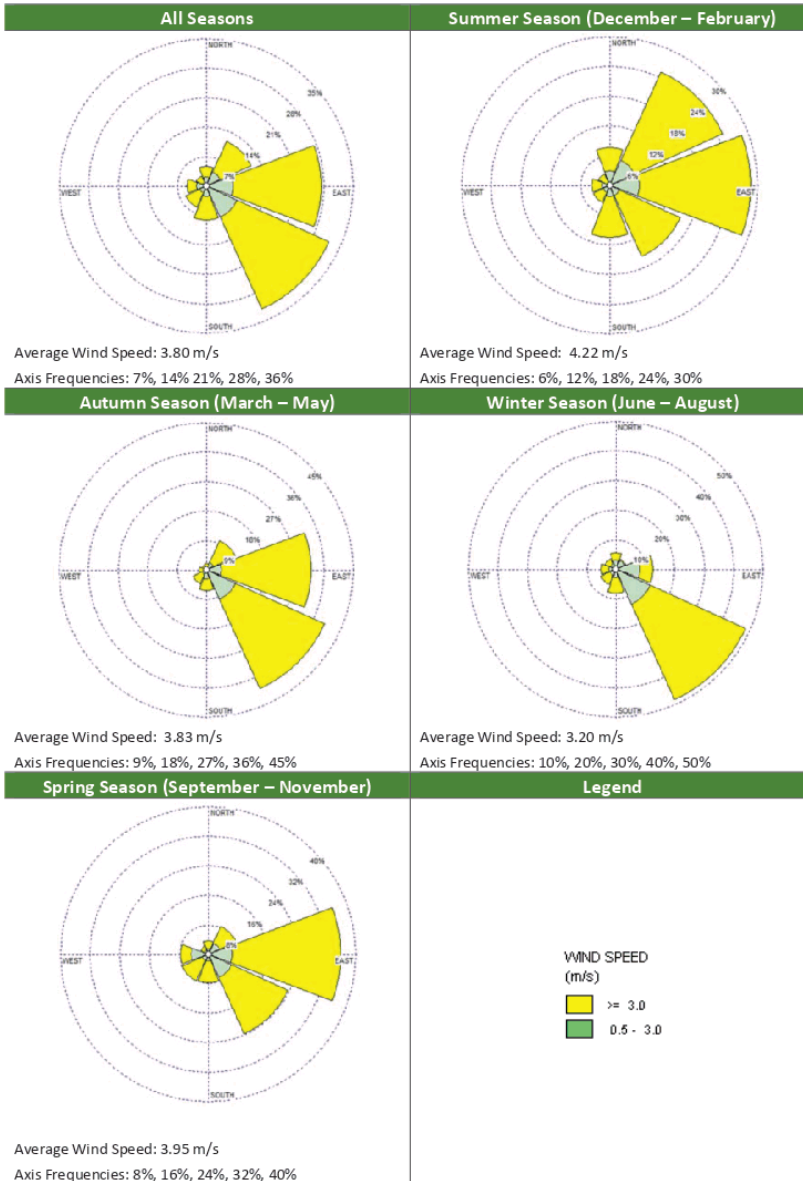 All Seasons
NORTH
35%
28%
21%
14%
7%
WEST
EAST
SOUTH
Average Wind Speed: 3.80 m/s
Axis Frequencies: 7%, 14% 21%, 28%, 36%
Summer Season (December – February)
NORTH
30%
24%
18%
12%
6%
WEST
EAST
SOUTH
Average Wind Speed: 4.22 m/s
Axis Frequencies: 6%, 12%, 18%, 24%, 30%
Autumn Season (March – May)
NORTH
45%
36%
27%
18%
9%
WEST
EAST
SOUTH
Average Wind Speed: 3.83 m/s
Axis Frequencies: 9%, 18%, 27%, 36%, 45%
Winter Season (June – August)
NORTH
50%
40%
30%
20%
10%
WEST
EAST
SOUTH
Average Wind Speed: 3.20 m/s
Axis Frequencies: 10%, 20%, 30%, 40%, 50%
Spring Season (September – November)
NORTH
40%
32%
24%
16%
8%
WEST
EAST
SOUTH
Average Wind Speed: 3.95 m/s
Axis Frequencies: 8%, 16%, 24%, 32%, 40%
Legend
WIND SPEED
(m/s)
>= 3.0
0.5 - 3.0